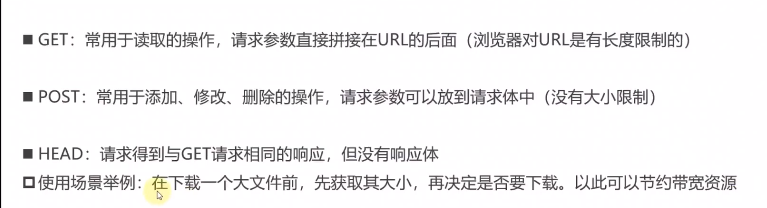 ■ GET：常用于读取的操作，请求参数直接拼接在URL的后面（浏览器对URL是有长度限制的）
■ POST：常用于添加、修改、删除的操作，请求参数可以放到请求体中（没有大小限制）
■ HEAD：请求得到与GET请求相同的响应，但没有响应体
◘ 使用场景举例：在下载一个大文件前，先获取其大小，再决定是否要下载。以此可以节约带宽资源